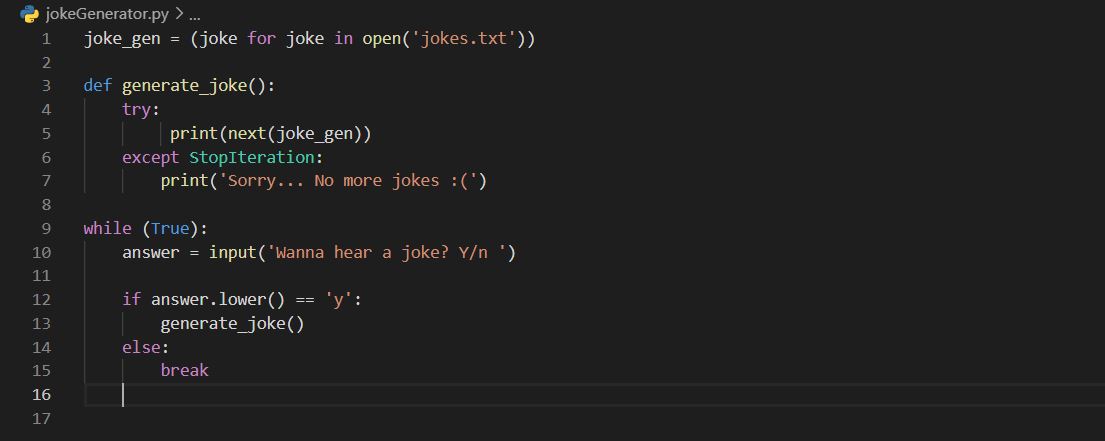 jokeGenerator.py > ...
1 joke_gen = (joke for joke in open('jokes.txt'))
2
3 def generate_joke():
4     try:
5          print(next(joke_gen))
6     except StopIteration:
7         print('Sorry... No more jokes :(')
8
9 while (True):
10     answer = input('Wanna hear a joke? Y/n ')
11
12     if answer.lower() == 'y':
13         generate_joke()
14     else:
15         break
16
17